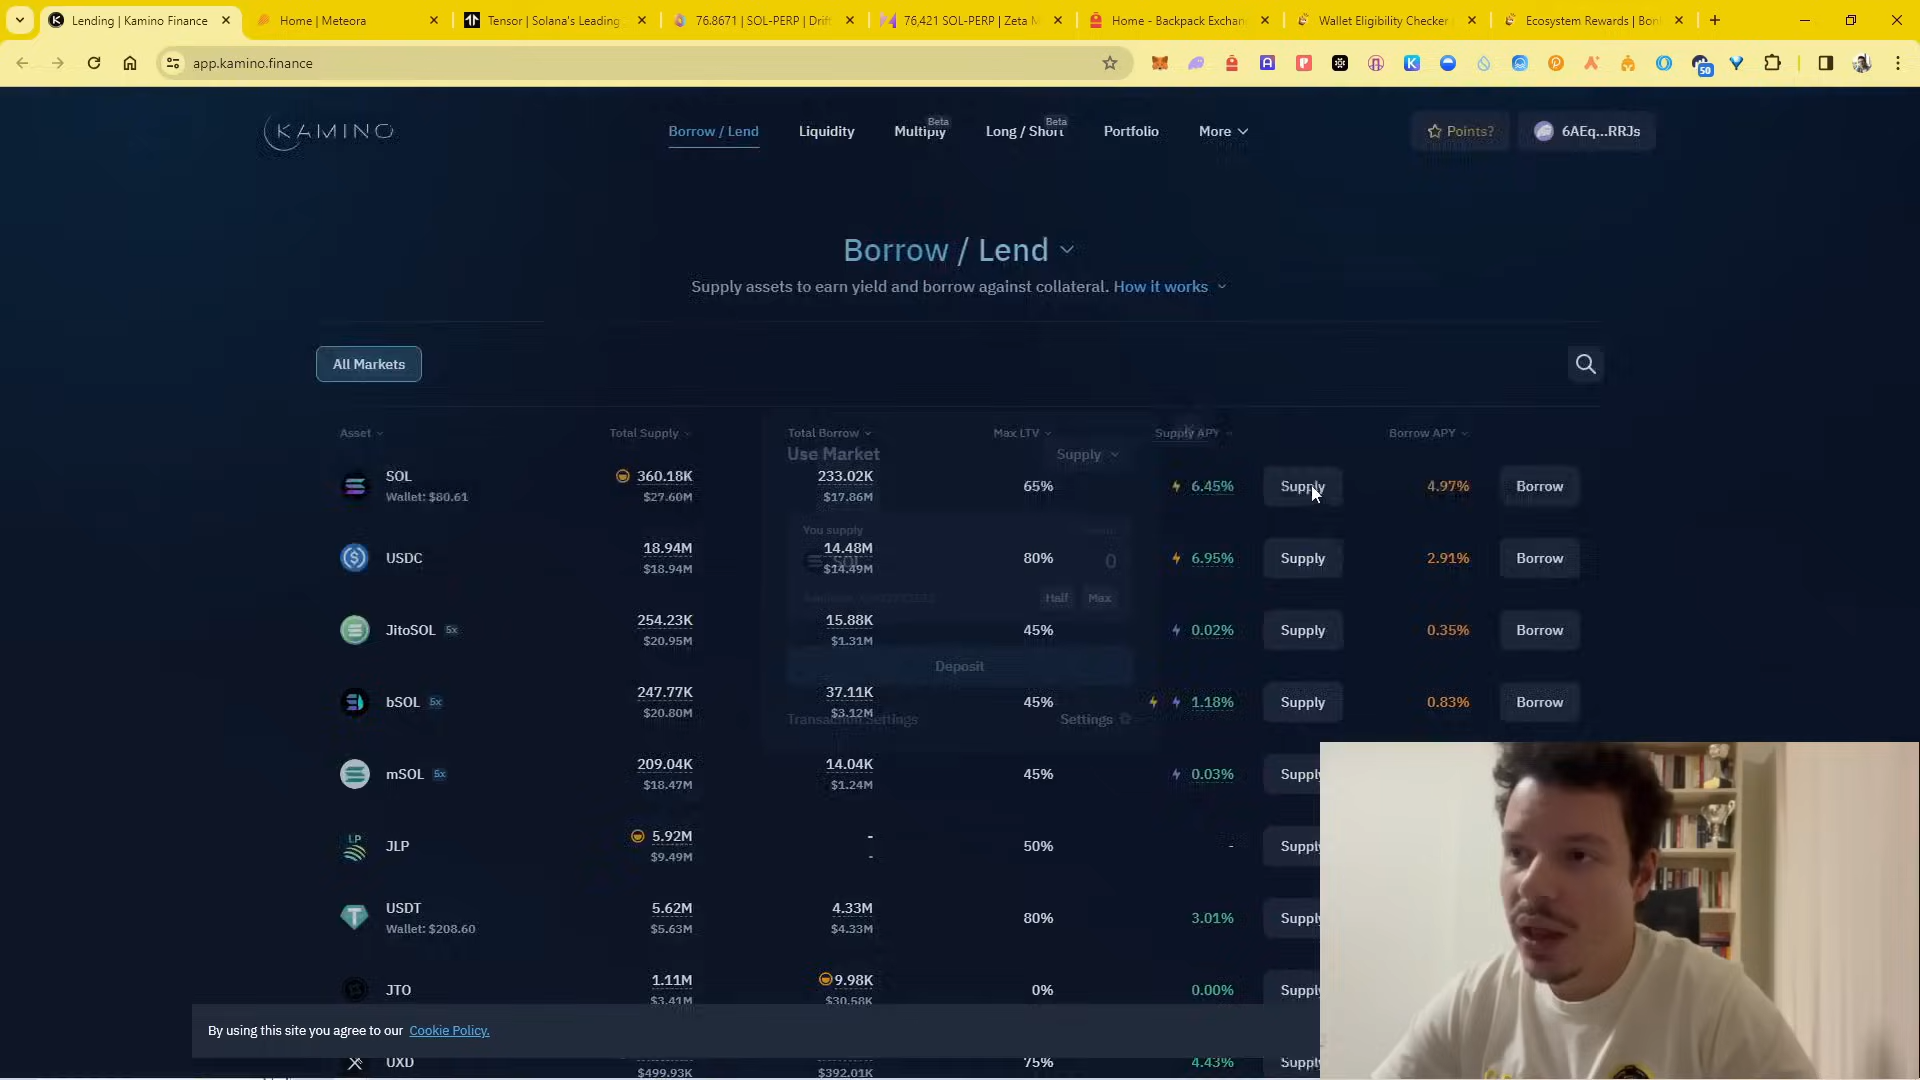 Lending | Kamino Finance
Home | Meteora
Tensor | Solana's Leading
76.8671 | SOL-PERP | Drift
76,421 SOL-PERP | Zeta M
Home - Backpack Exchan
Wallet Eligibility Checker
Ecosystem Rewards | Bon
app.kamino.finance
50
KAMINO
Borrow / Lend
Liquidity
Multiply
Beta
Long / Short
Beta
Portfolio
More
Points?
6AEq...RRJs
Borrow / Lend
Supply assets to earn yield and borrow against collateral. How it works
All Markets
Asset Total Supply Total Borrow Max LTV Supply APY Borrow APY
Use Market
Supply
SOL 360.18K 233.02K 65% 6.45% Supply 4.97% Borrow
Wallet: $80.61 $27.60M $17.86M
You supply
USDC 18.94M 14.48M 80% 6.95% Supply 2.91% Borrow
$18.94M $14.49M
SOL
0
Half Max
JitoSOL 5x 254.23K 15.88K 45% 0.02% Supply 0.35% Borrow
$20.95M $1.31M
Deposit
bSOL 5x 247.77K 37.11K 45% 1.18% Supply 0.83% Borrow
$20.80M $3.12M
Transaction Settings
Settings
mSOL 5x 209.04K 14.04K 45% 0.03% Supply
$18.47M $1.24M
LP
JLP 5.92M - 50% - Supply
$9.49M -
USDT 5.62M 4.33M 80% 3.01% Supply
Wallet: $208.60 $5.63M $4.33M
JTO 1.11M 9.98K 0% 0.00% Supply
$3.41M $30.58K
By using this site you agree to our Cookie Policy.
UXD 75% 4.43% Supply
$499.93K $392.01K